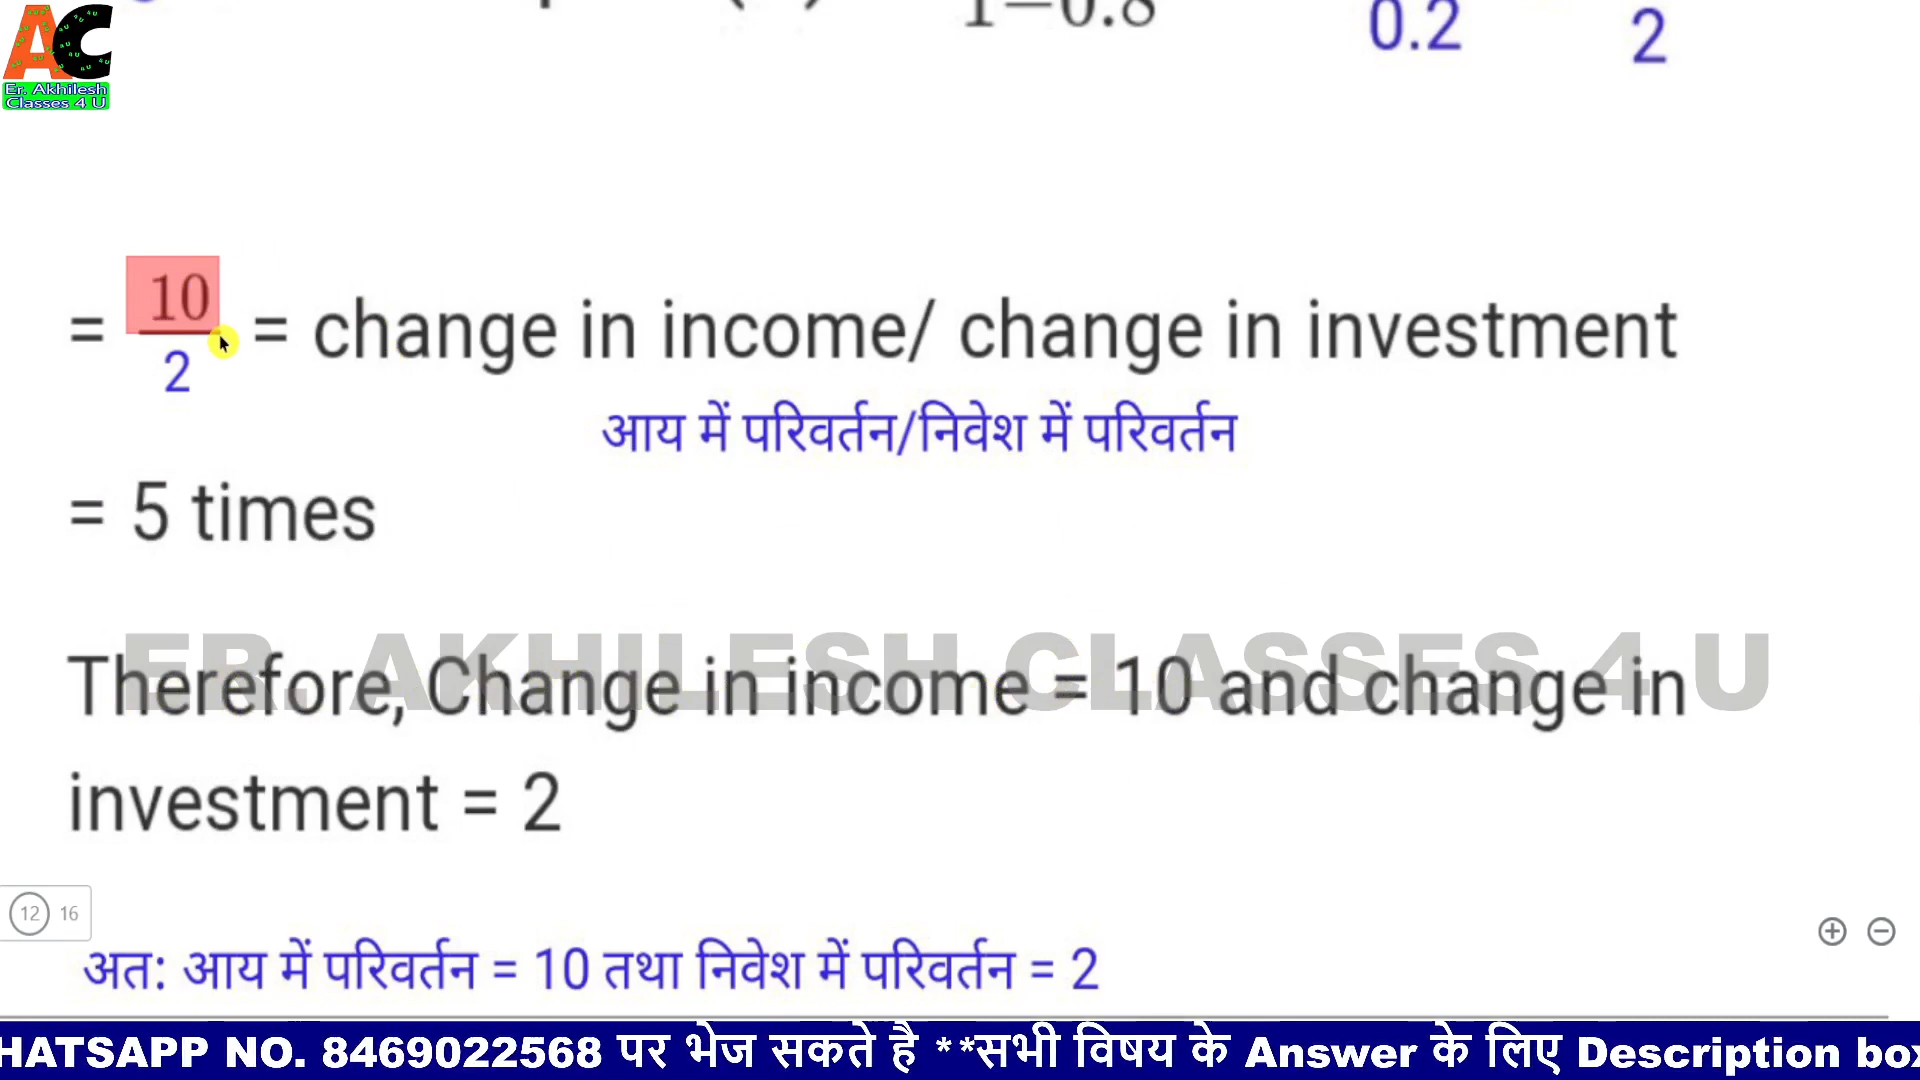 1−0.8 0.2 2
AC
Er. Akhilesh
Classes 4 U
= 10/2 = change in income/ change in investment
आय में परिवर्तन/निवेश में परिवर्तन
= 5 times
ER. AKHILESH CLASSES 4 U
Therefore, Change in income = 10 and change in
investment = 2
12 16
अत: आय में परिवर्तन = 10 तथा निवेश में परिवर्तन = 2
HATSAPP NO. 8469022568 पर भेज सकते है **सभी विषय के Answer के लिए Description box